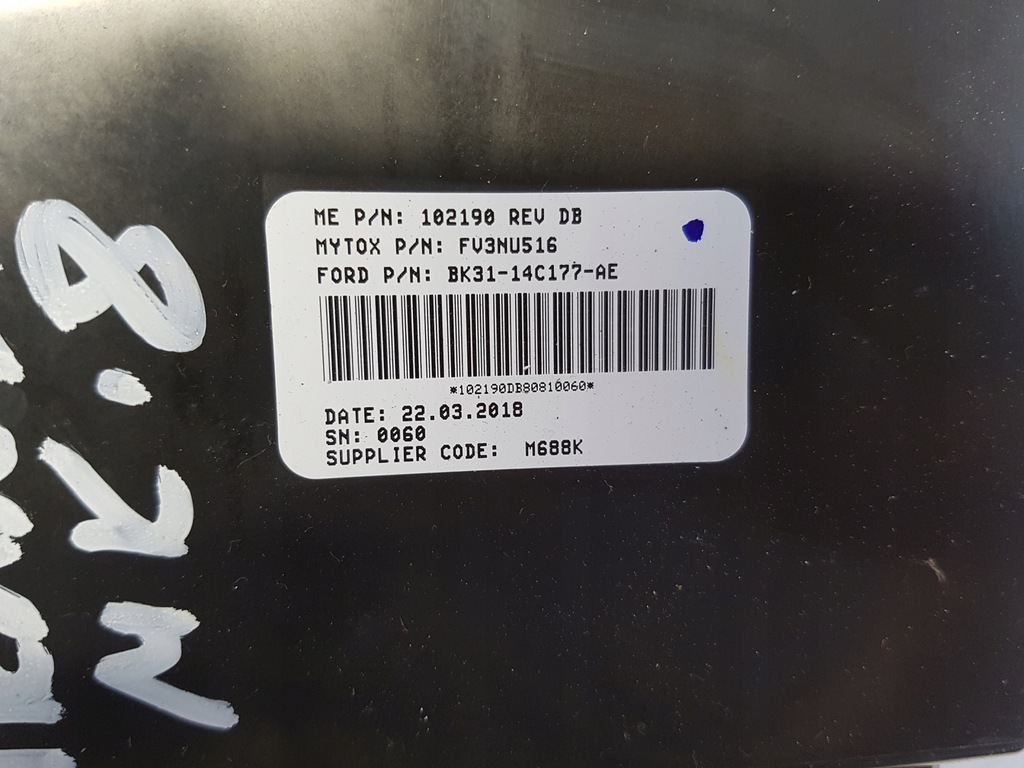 ME P/N: 102190 REV DB
MYTOX P/N: FV3NU516
FORD P/N: BK31-14C177-AE
*102190DB80810060*
DATE: 22.03.2018
SN: 0060
SUPPLIER CODE: M688K